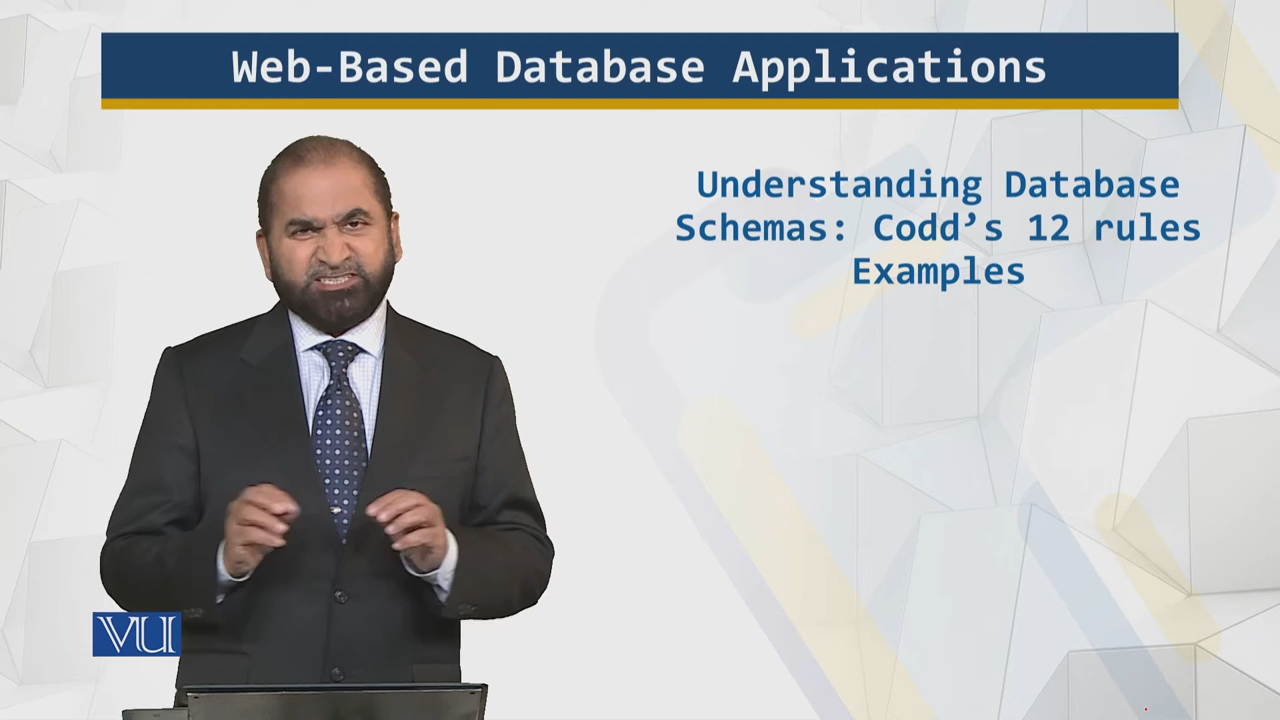 Web-Based Database Applications
Understanding Database
Schemas: Codd’s 12 rules
Examples
VU